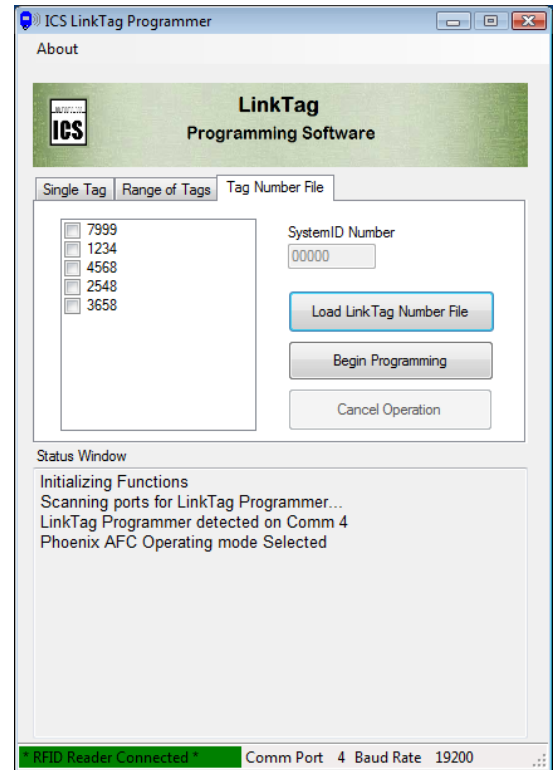 ICS LinkTag Programmer
About
ICS
LinkTag
Programming Software
Single Tag Range of Tags Tag Number File
7999
1234
4568
2548
3658
SystemID Number
00000
Load LinkTag Number File
Begin Programming
Cancel Operation
Status Window
Initializing Functions
Scanning ports for LinkTag Programmer...
LinkTag Programmer detected on Comm 4
Phoenix AFC Operating mode Selected
* RFID Reader Connected * Comm Port 4 Baud Rate 19200